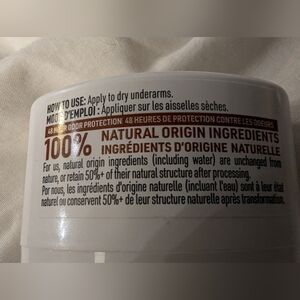 HOW TO USE: Apply to dry underarms.
MODE D'EMPLOI : Appliquer sur les aisselles sèches.
48 HOUR ODOR PROTECTION 48 HEURES DE PROTECTION CONTRE LES ODEURS
100% NATURAL ORIGIN INGREDIENTS
INGRÉDIENTS D'ORIGINE NATURELLE
For us, natural origin ingredients (including water) are unchanged from
nature, or retain 50%+ of their natural structure after processing.
Por nous, les ingrédients d'origine naturelle (incluant l'eau) sont à leur état
naturel ou conservent 50%+ de leur structure naturelle après transformation.